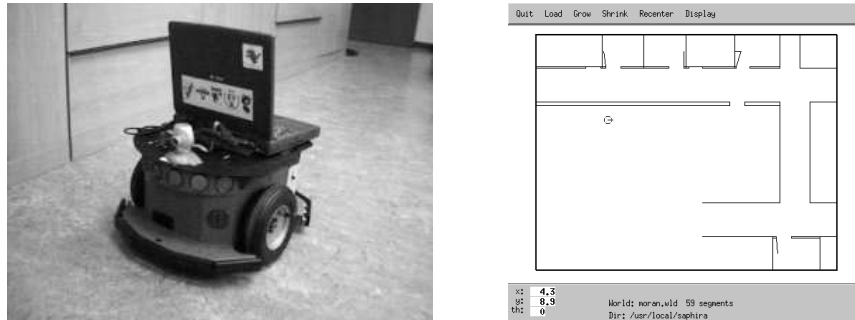 Quit Load Grow Shrink Recenter Display
x: 4.3
y: 8.9
th: 0
World: moran.wld 59 segments
Dir: /usr/local/saphira